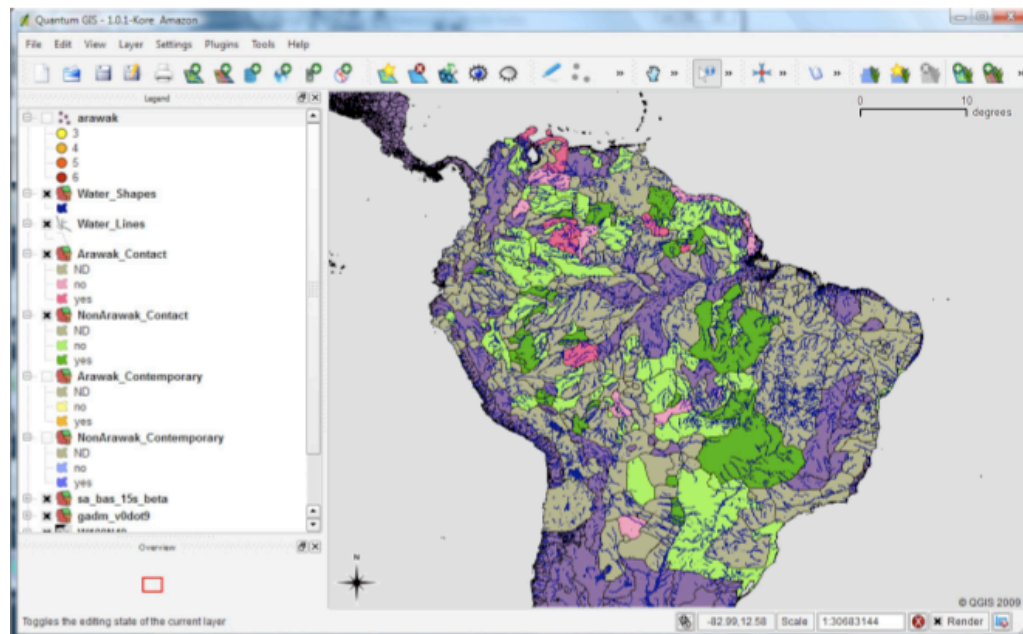 Quantum GIS - 1.0.1-Kore Amazon
File Edit View Layer Settings Plugins Tools Help
Legend
arawak
3
4
5
6
Water_Shapes
Water_Lines
Arawak_Contact
ND
no
yes
NonArawak_Contact
ND
no
yes
Arawak_Contemporary
ND
no
yes
NonArawak_Contemporary
ND
no
yes
sa_bas_15s_beta
gadm_v0dot9
Overview
0 10
degrees
N
© QGIS 2009
Toggles the editing state of the current layer
-82.99,12.58 Scale 1:30683144 Render